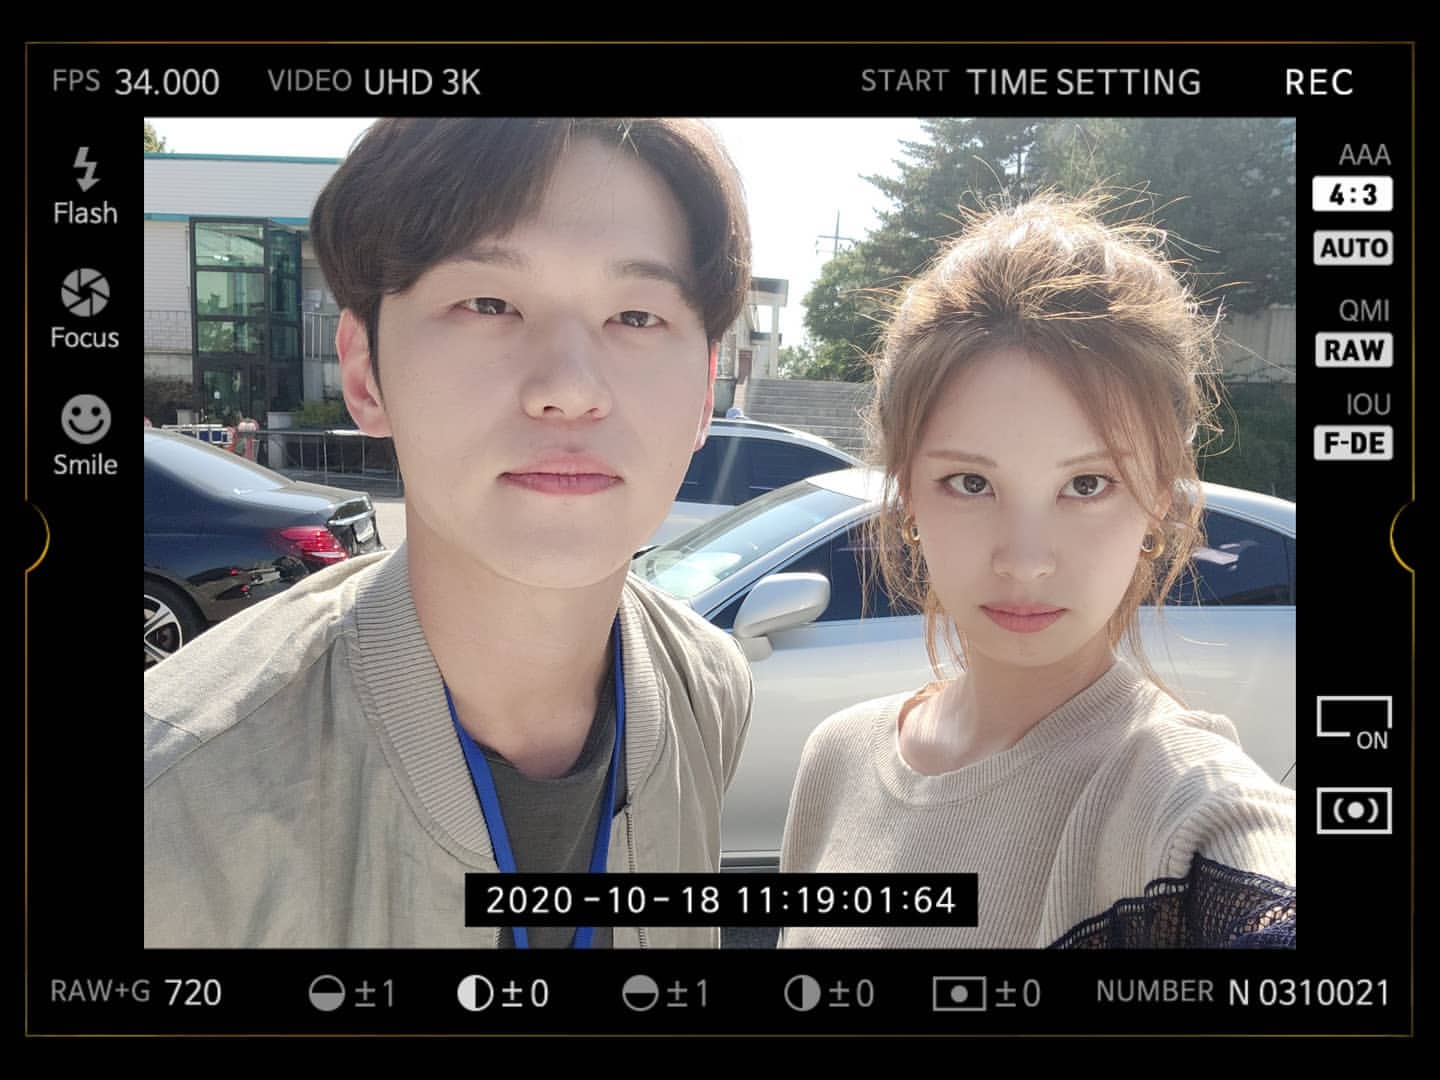 FPS 34.000 VIDEO UHD 3K START TIME SETTING REC
Flash
Focus
Smile
AAA
4:3
AUTO
QMI
RAW
IOU
F-DE
ON
2020-10-18 11:19:01:64
RAW+G 720 ±1 ±0 ±1 ±0 ±0 NUMBER N 0310021